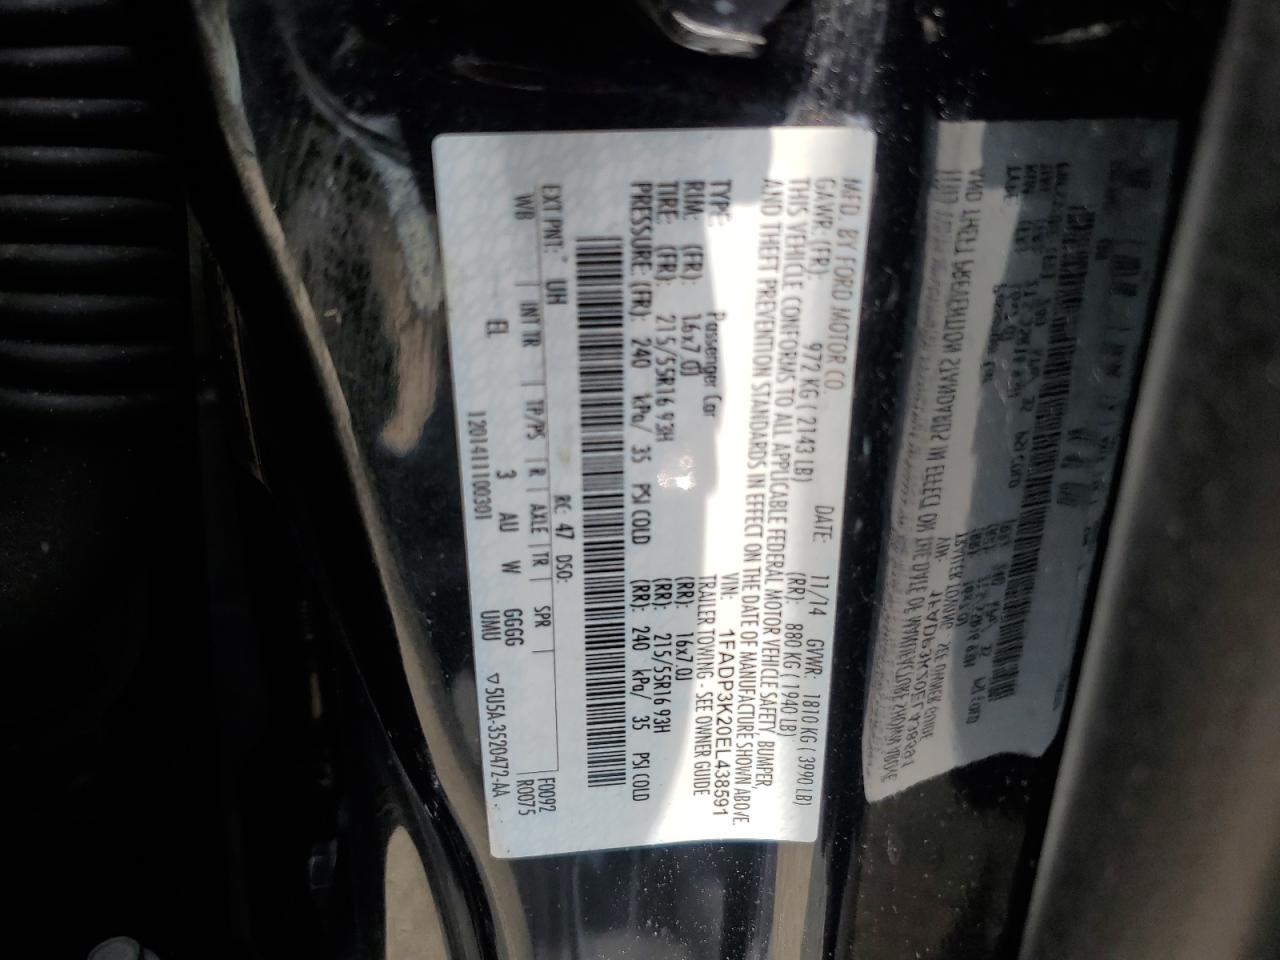 MFD. BY FORD MOTOR CO.
DATE: 11/14 GVWR: 1810 KG ( 3990 LB)
GAWR: (FR): 972 KG ( 2143 LB) (RR): 880 KG ( 1940 LB)
THIS VEHICLE CONFORMS TO ALL APPLICABLE FEDERAL MOTOR VEHICLE SAFETY, BUMPER,
AND THEFT PREVENTION STANDARDS IN EFFECT ON THE DATE OF MANUFACTURE SHOWN ABOVE.
VIN: 1FADP3K20EL438591
TYPE: Passenger Car TRAILER TOWING - SEE OWNER GUIDE
RIM: (FR): 16x7.0J (RR): 16x7.0J
TIRE: (FR): 215/55R16 93H (RR): 215/55R16 93H
PRESSURE: (FR): 240 kPa/ 35 PSI COLD (RR): 240 kPa/ 35 PSI COLD
EXT PNT: UH RC: 47 DSO: F0092
WB INT TR TP/PS R AXLE TR SPR R0075
EL 3 AU W GGGG
1201411100301 UMU ▽5U5A-3520472-AA